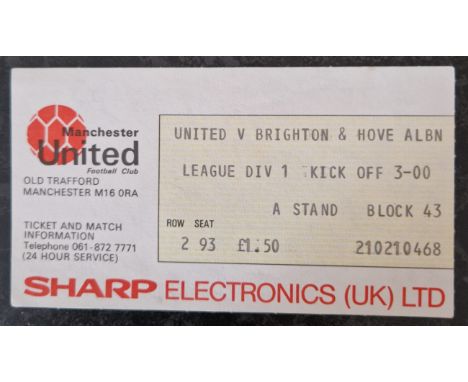 Manchester
United
Football Club
OLD TRAFFORD
MANCHESTER M16 0RA
TICKET AND MATCH
INFORMATION
Telephone 061-872 7771
(24 HOUR SERVICE)
UNITED V BRIGHTON & HOVE ALBN
LEAGUE DIV 1 KICK OFF 3-00
A STAND BLOCK 43
ROW SEAT
2 93 £1.50 210210468
SHARP ELECTRONICS (UK) LTD